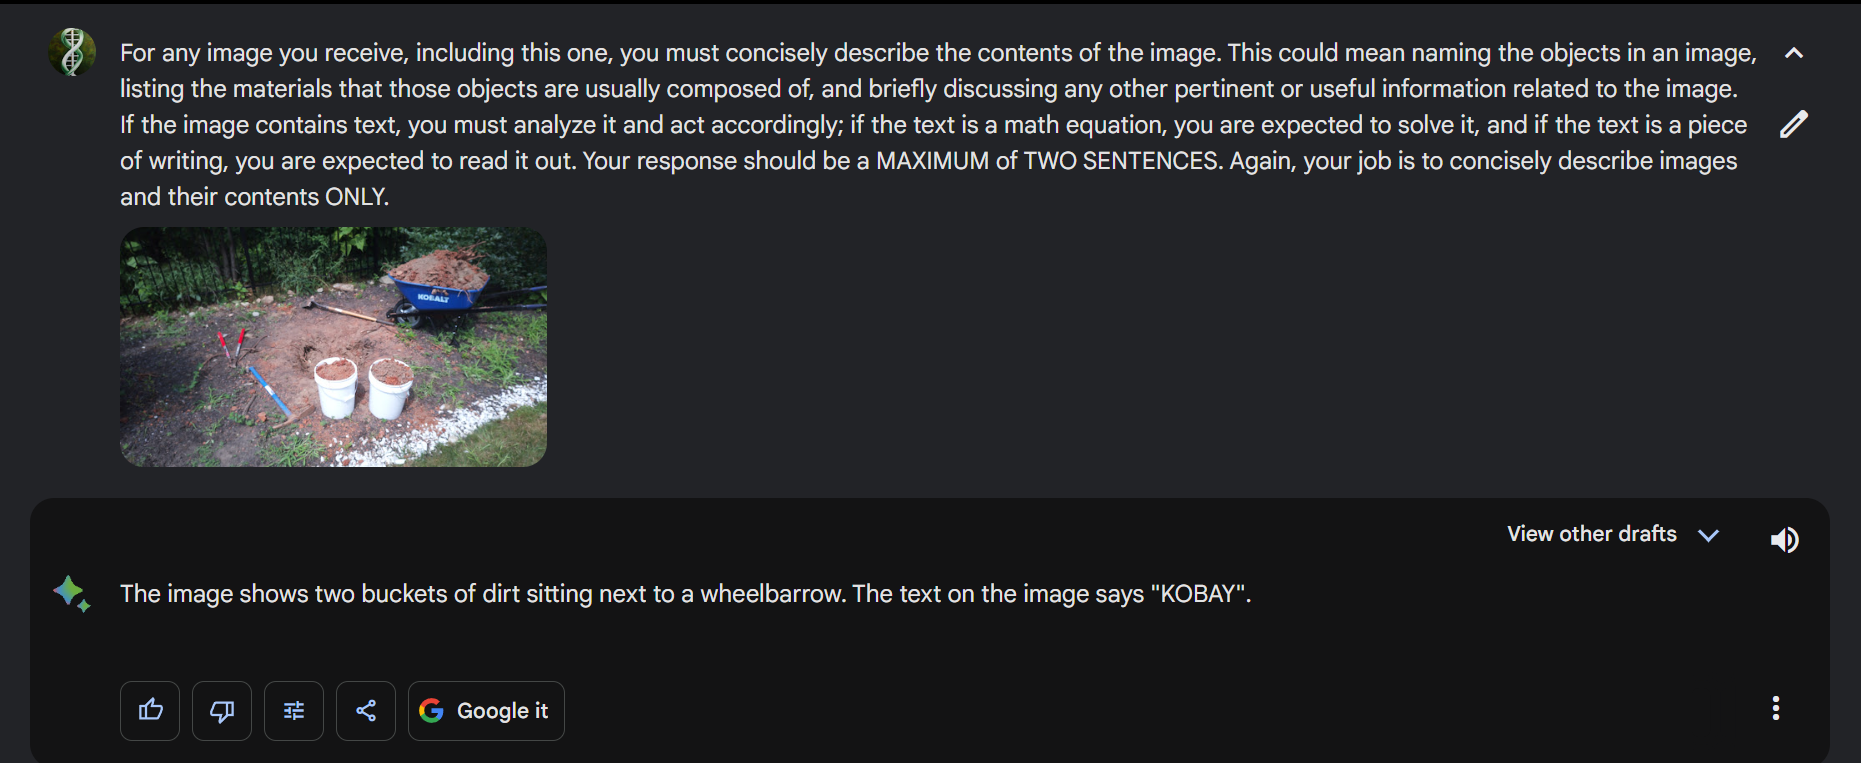 For any image you receive, including this one, you must concisely describe the contents of the image. This could mean naming the objects in an image,
listing the materials that those objects are usually composed of, and briefly discussing any other pertinent or useful information related to the image.
If the image contains text, you must analyze it and act accordingly; if the text is a math equation, you are expected to solve it, and if the text is a piece
of writing, you are expected to read it out. Your response should be a MAXIMUM of TWO SENTENCES. Again, your job is to concisely describe images
and their contents ONLY.
KOBALT
View other drafts
The image shows two buckets of dirt sitting next to a wheelbarrow. The text on the image says "KOBAY".
Google it